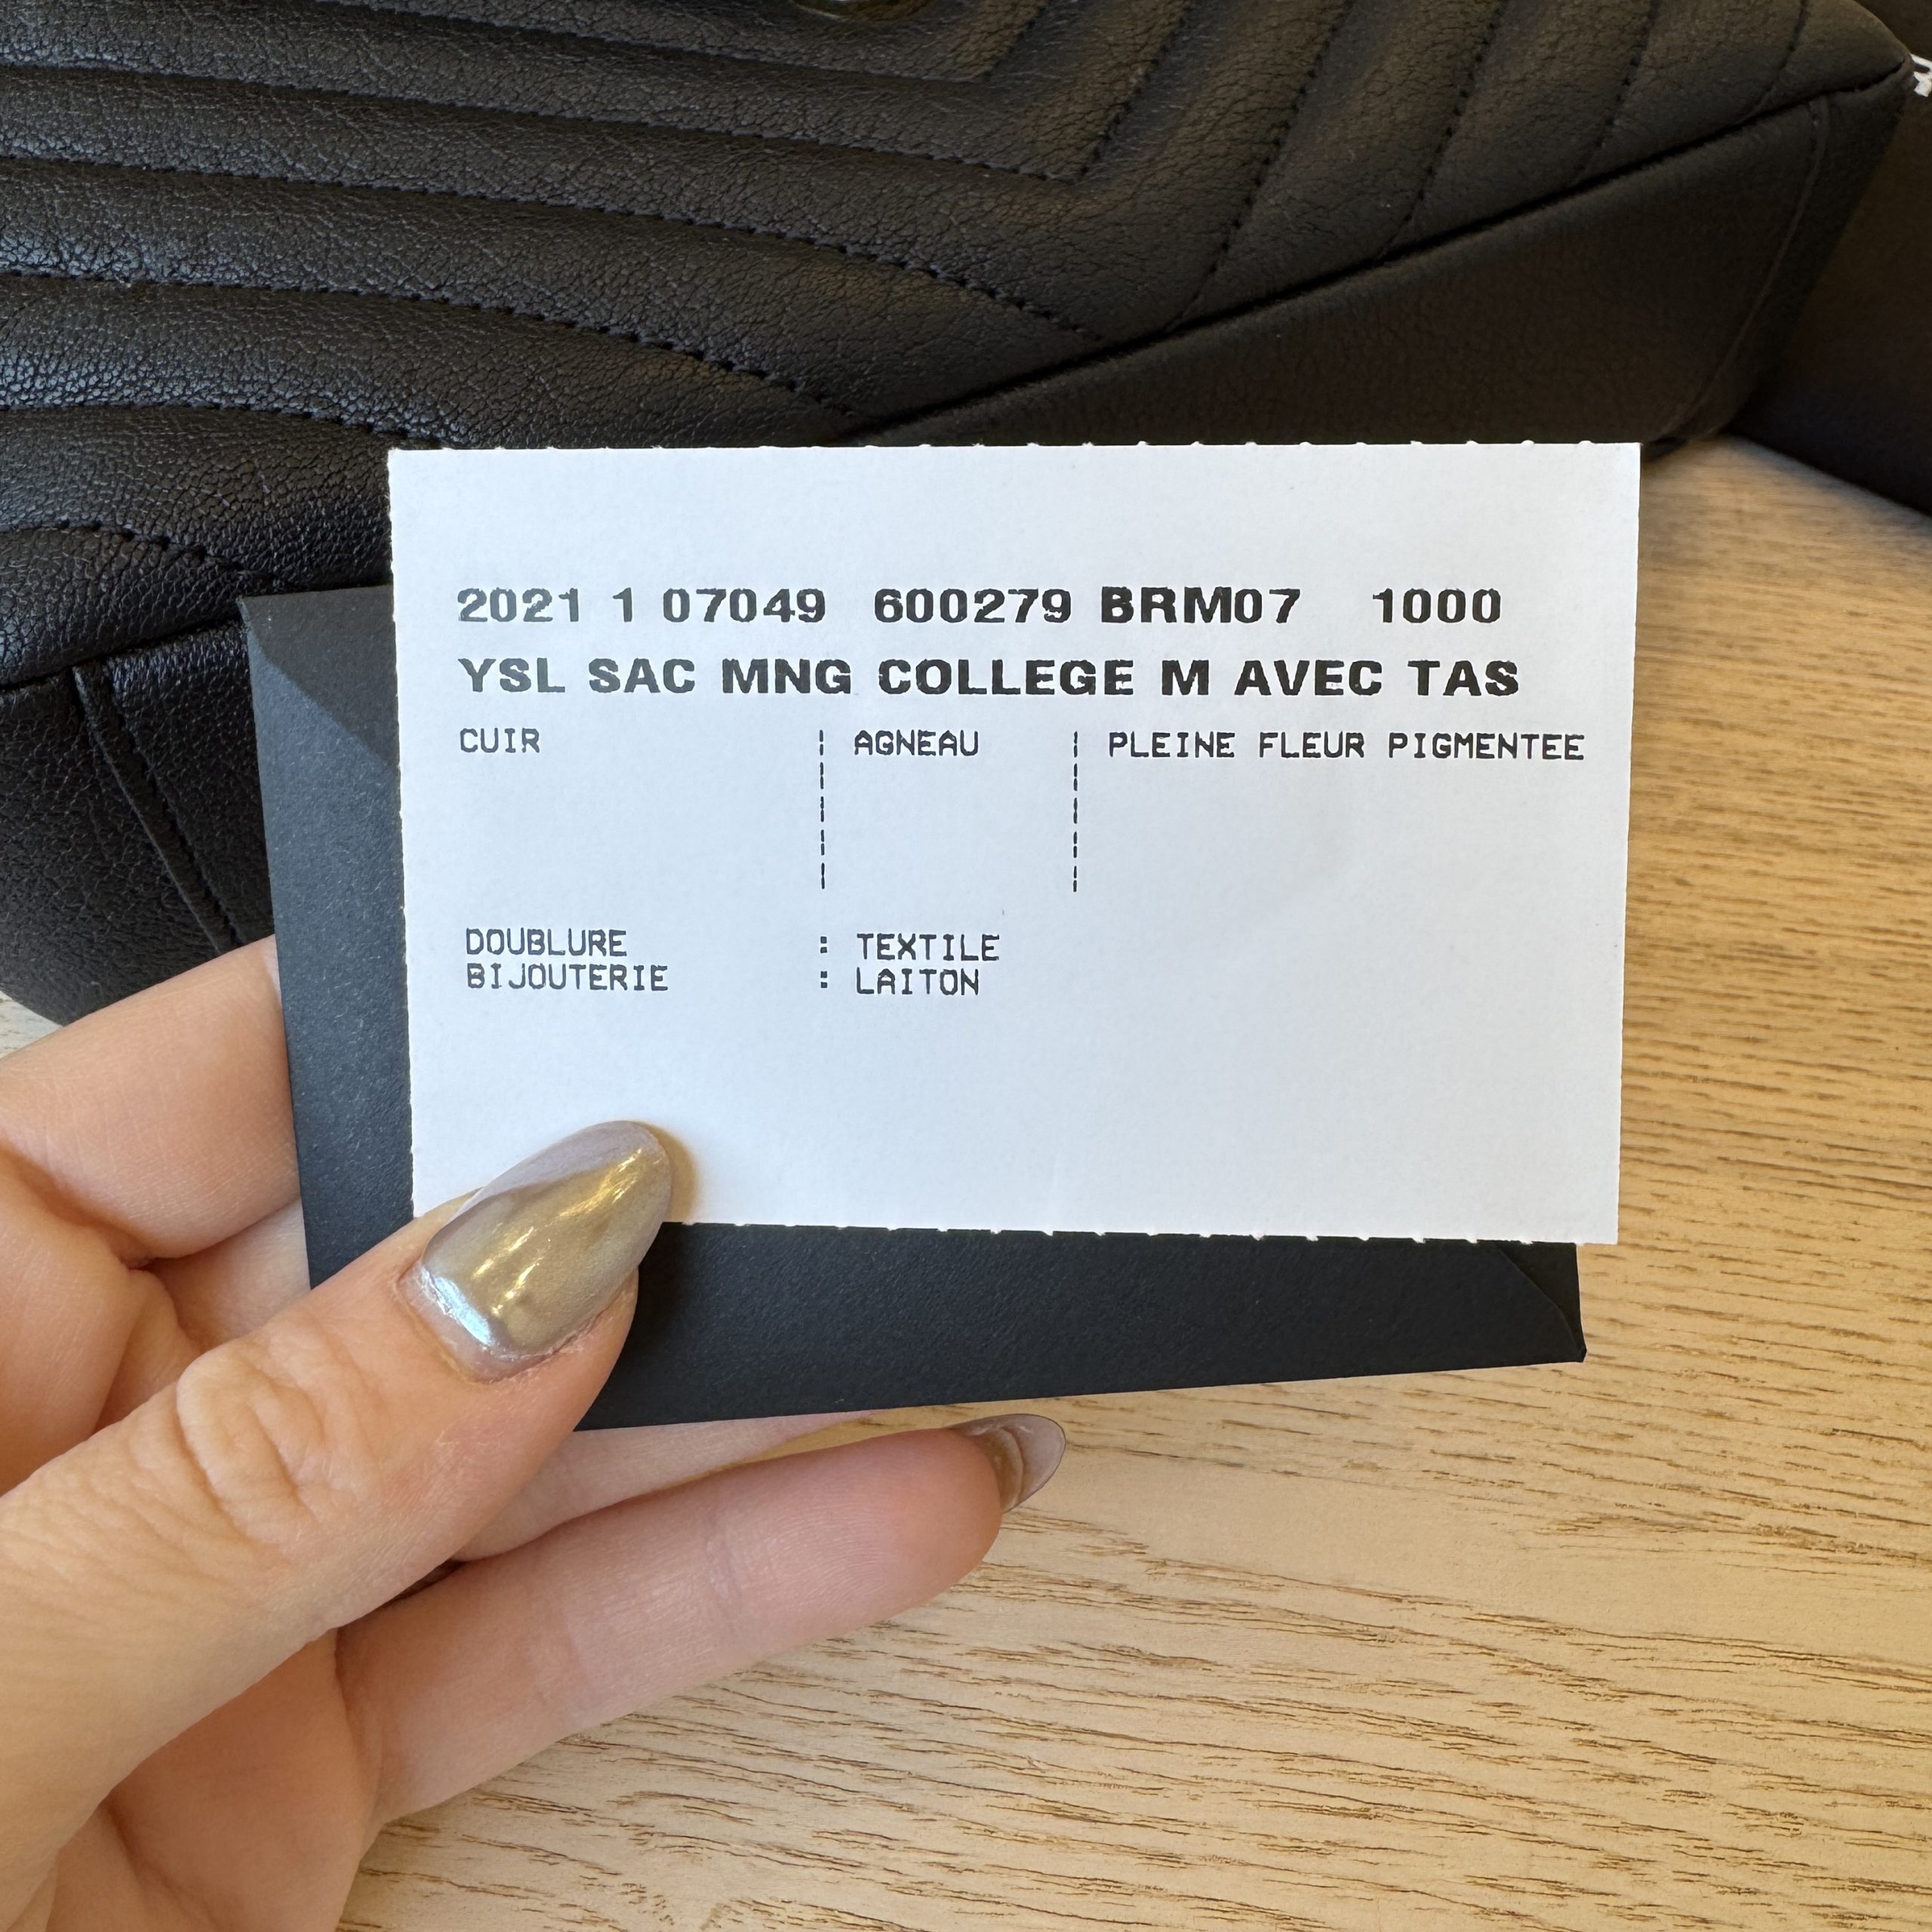 2021 1 07049 600279 BRM07 1000
YSL SAC MNG COLLEGE M AVEC TAS
CUIR ¦ AGNEAU ¦ PLEINE FLEUR PIGMENTEE
DOUBLURE : TEXTILE
BIJOUTERIE : LAITON